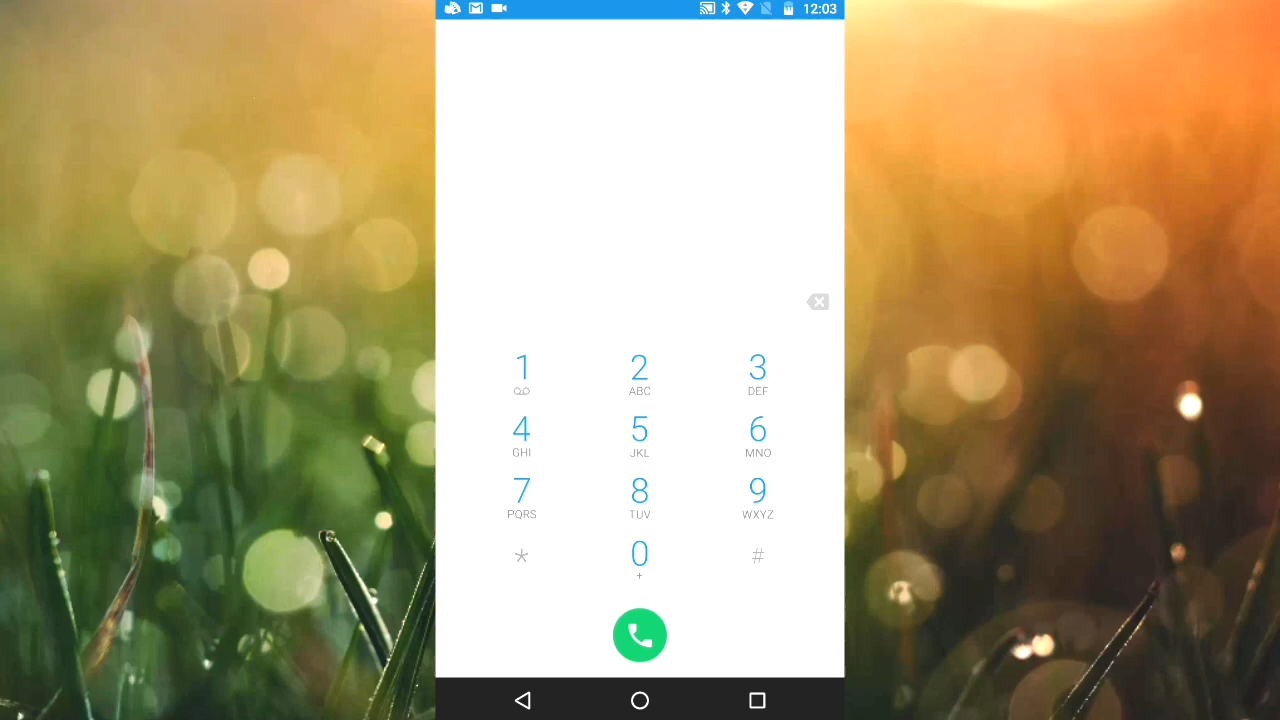 12:03
1 2 3
ABC DEF
4 5 6
GHI JKL MNO
7 8 9
PQRS TUV WXYZ
* 0 #
+